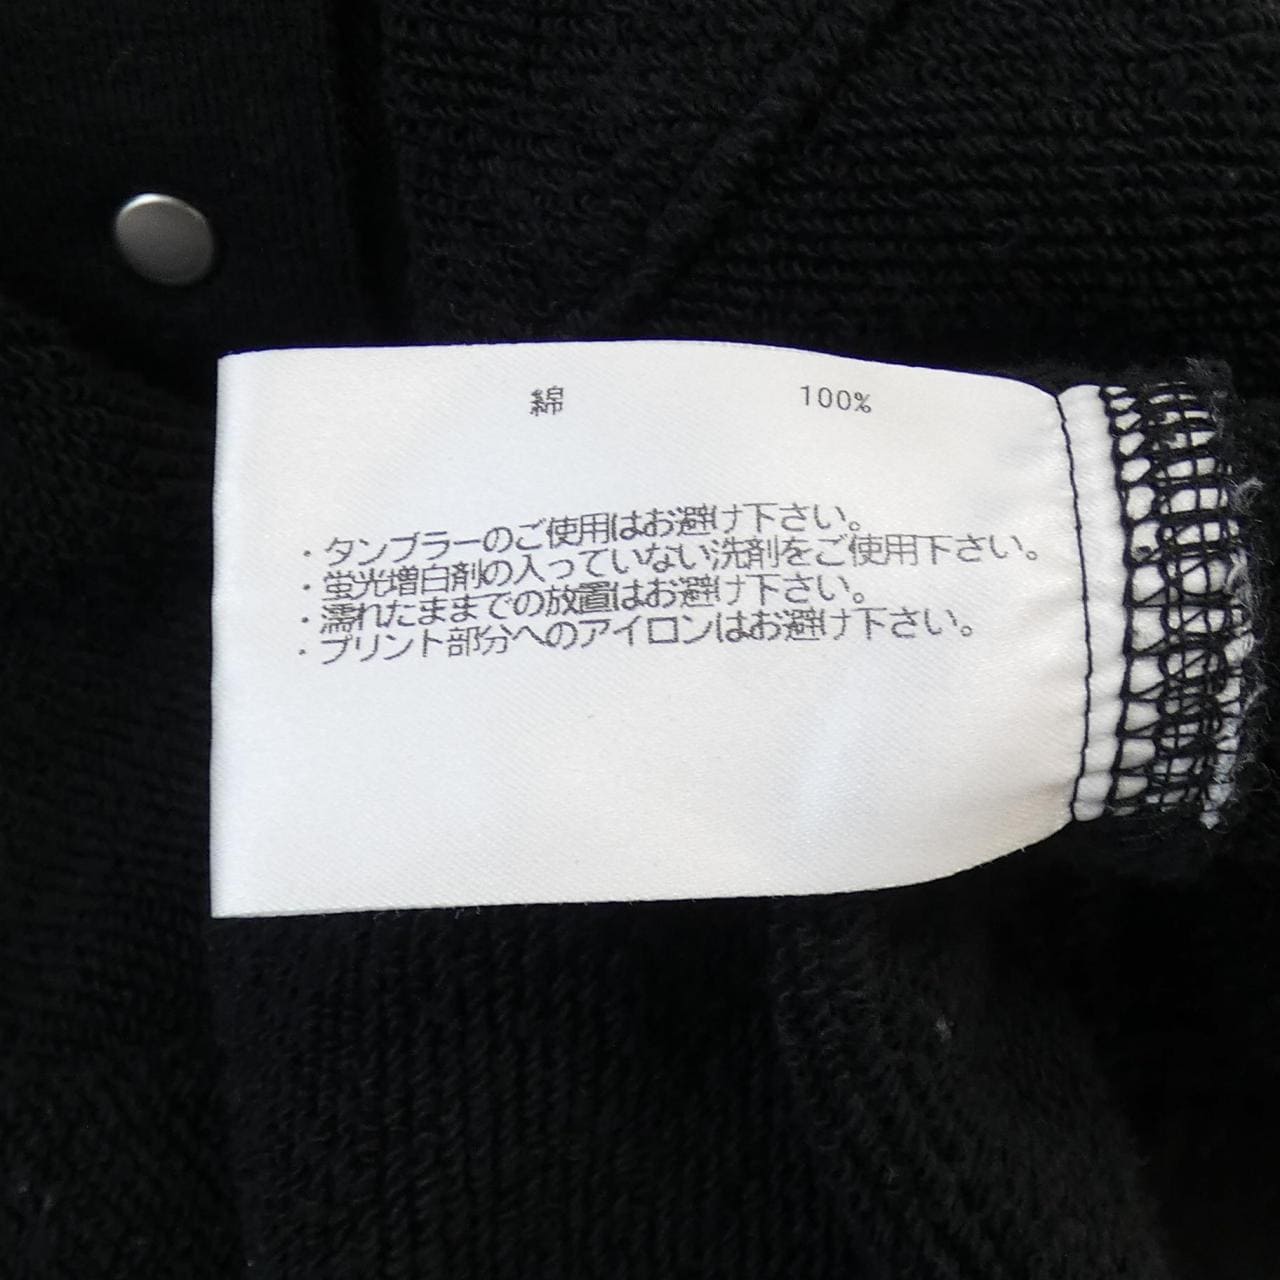 綿 100%
・タンブラーのご使用はお避け下さい。
・蛍光増白剤の入っていない洗剤をご使用下さい。
・濡れたままでの放置はお避け下さい。
・プリント部分へのアイロンはお避け下さい。